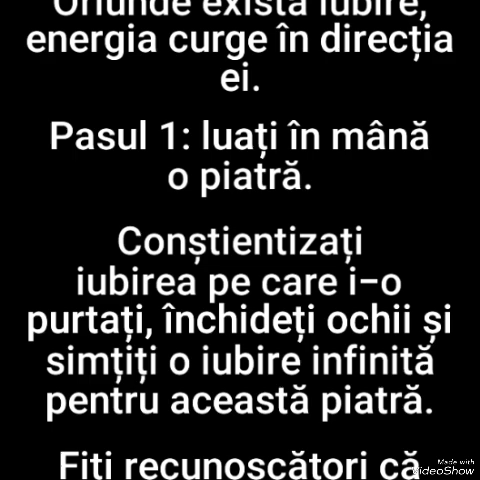 Oriunde există iubire,
energia curge în direcția
ei.
Pasul 1: luați în mână
o piatră.
Conștientizați
iubirea pe care i-o
purtați, închideți ochii și
simțiți o iubire infinită
pentru această piatră.
Fiți recunoscători că
Made with
VideoShow